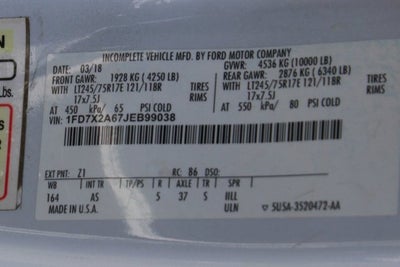 INCOMPLETE VEHICLE MFD. BY FORD MOTOR COMPANY
03/18 GVWR: 4536 KG (10000 LB)
FRONT GAWR: 1928 KG (4250 LB) REAR GAWR: 2876 KG (6340 LB)
WITH LT245/75R17E 121/118R TIRES WITH LT245/75R17E 121/118R TIRES
17x7.5J RIMS 17x7.5J RIMS
AT 450 kPa/ 65 PSI COLD AT 550 kPa/ 80 PSI COLD
VIN: 1FD7X2A67JEB99038
EXT PNT: Z1 RC: 86 DSO:
WB INT TR TP/PS R AXLE TR SPR
164 AS 5 37 5 IILL
MADE IN U.S.A. ULN 5USA-3520472-AA
Lbs.